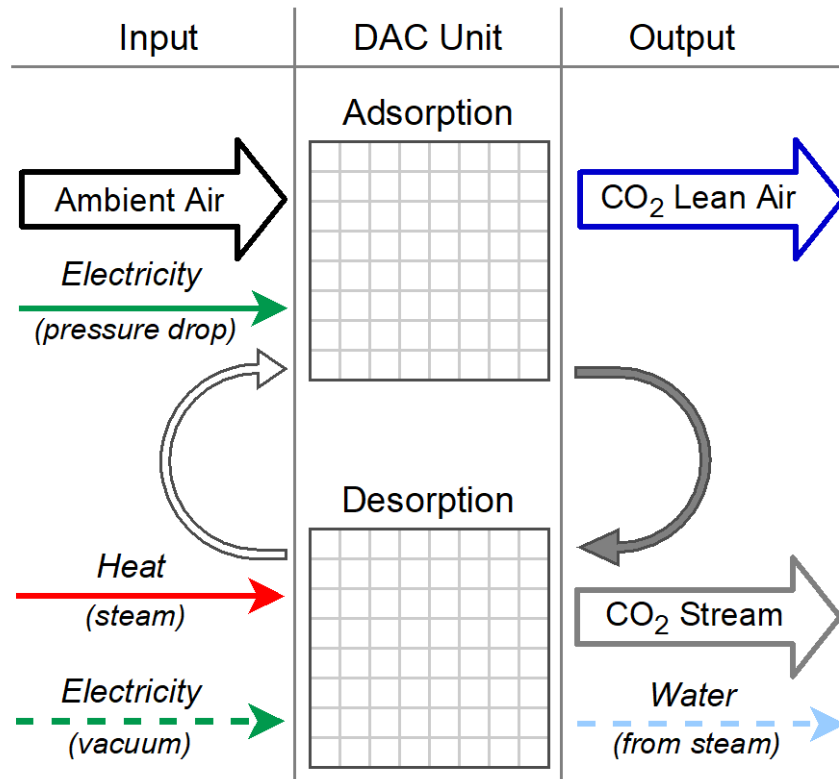 Input
DAC Unit
Output
Adsorption
Ambient Air
CO₂ Lean Air
Electricity
(pressure drop)
Desorption
Heat
(steam)
CO₂ Stream
Electricity
(vacuum)
Water
(from steam)